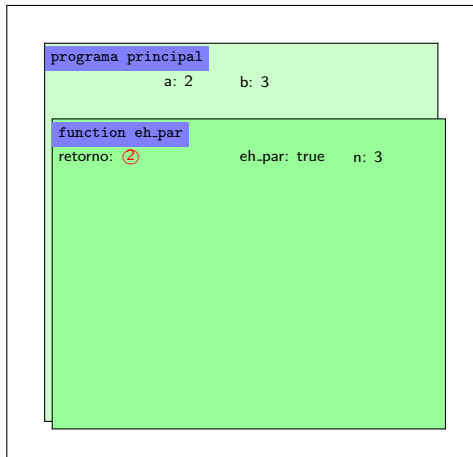 programa principal
a: 2 b: 3
function eh_par
retorno: 2 eh_par: true n: 3